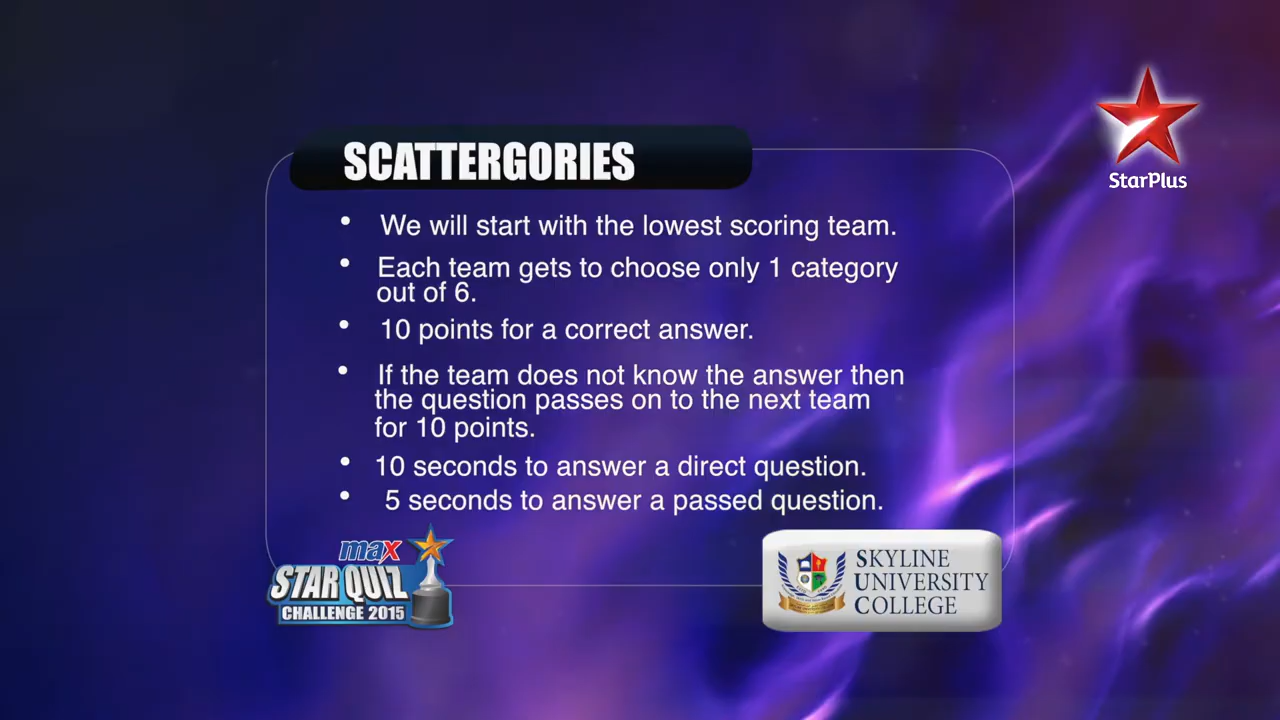 SCATTERGORIES
StarPlus
• We will start with the lowest scoring team.
• Each team gets to choose only 1 category
out of 6.
• 10 points for a correct answer.
• If the team does not know the answer then
the question passes on to the next team
for 10 points.
• 10 seconds to answer a direct question.
• 5 seconds to answer a passed question.
max
STAR QUIZ
CHALLENGE 2015
SKYLINE
UNIVERSITY
COLLEGE